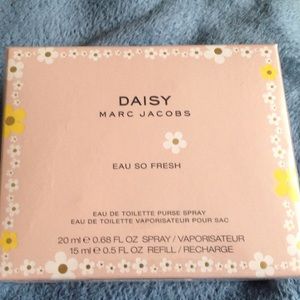 DAISY
MARC JACOBS
EAU SO FRESH
EAU DE TOILETTE PURSE SPRAY
EAU DE TOILETTE VAPORISATEUR POUR SAC
20 ml ℮ 0.68 FL OZ SPRAY / VAPORISATEUR
15 ml ℮ 0.5 FL OZ REFILL / RECHARGE